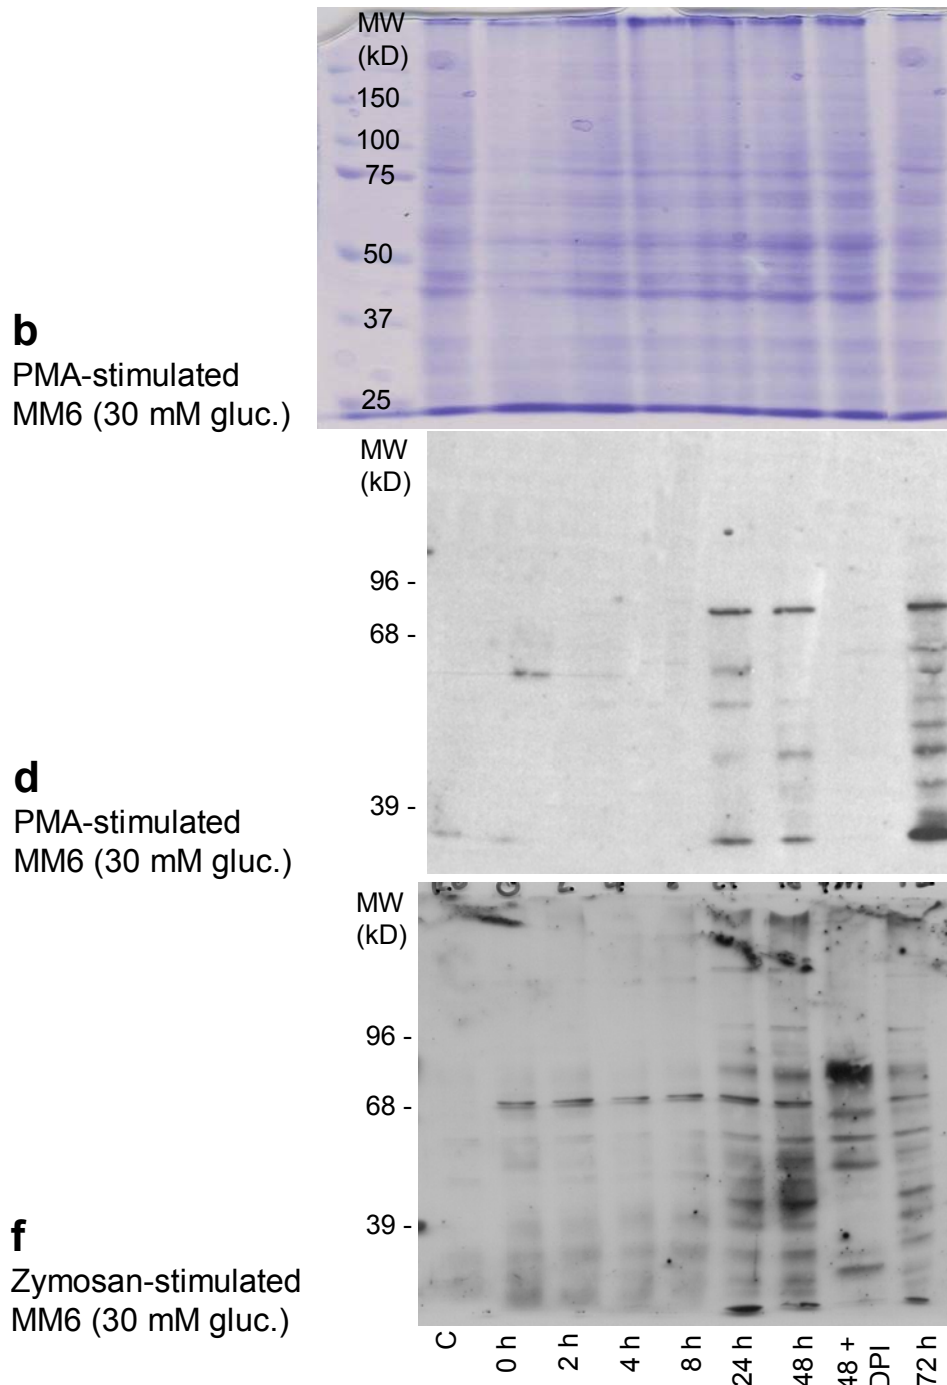 MW
(kD)
150
100
75
50
37
25
b
PMA-stimulated
MM6 (30 mM gluc.)
MW
(kD)
96 -
68 -
39 -
d
PMA-stimulated
MM6 (30 mM gluc.)
MW
(kD)
96 -
68 -
39 -
f
Zymosan-stimulated
MM6 (30 mM gluc.)
C
0 h
2 h
4 h
8 h
24 h
48 h
48 +
DPI
72 h